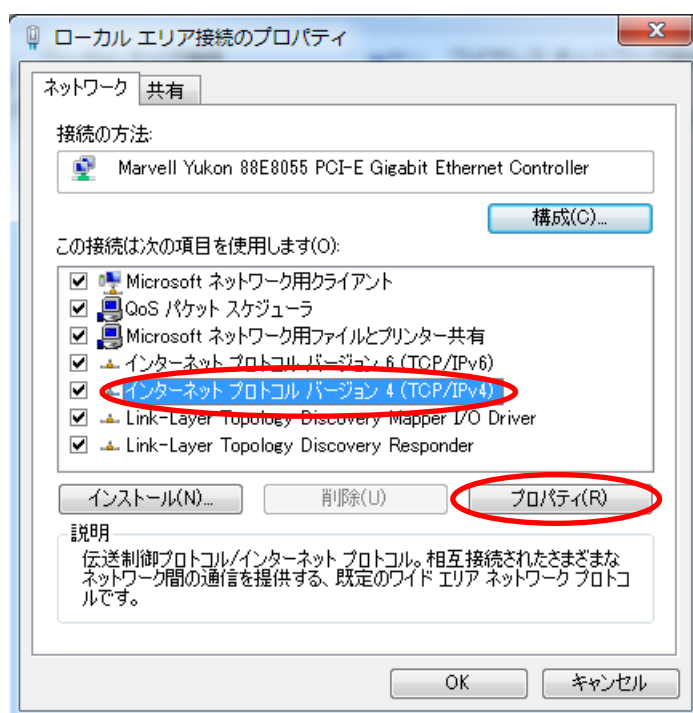 ローカル エリア接続のプロパティ
ネットワーク 共有
接続の方法:
Marvell Yukon 88E8055 PCI-E Gigabit Ethernet Controller
構成(C)...
この接続は次の項目を使用します(O):
Microsoft ネットワーク用クライアント
QoS パケット スケジューラ
Microsoft ネットワーク用ファイルとプリンター共有
インターネット プロトコル バージョン 6 (TCP/IPv6)
インターネット プロトコル バージョン 4 (TCP/IPv4)
Link-Layer Topology Discovery Mapper I/O Driver
Link-Layer Topology Discovery Responder
インストール(N)... 削除(U) プロパティ(R)
説明
伝送制御プロトコル/インターネット プロトコル。相互接続されたさまざまな
ネットワーク間の通信を提供する、既定のワイド エリア ネットワーク プロトコ
ルです。
OK キャンセル